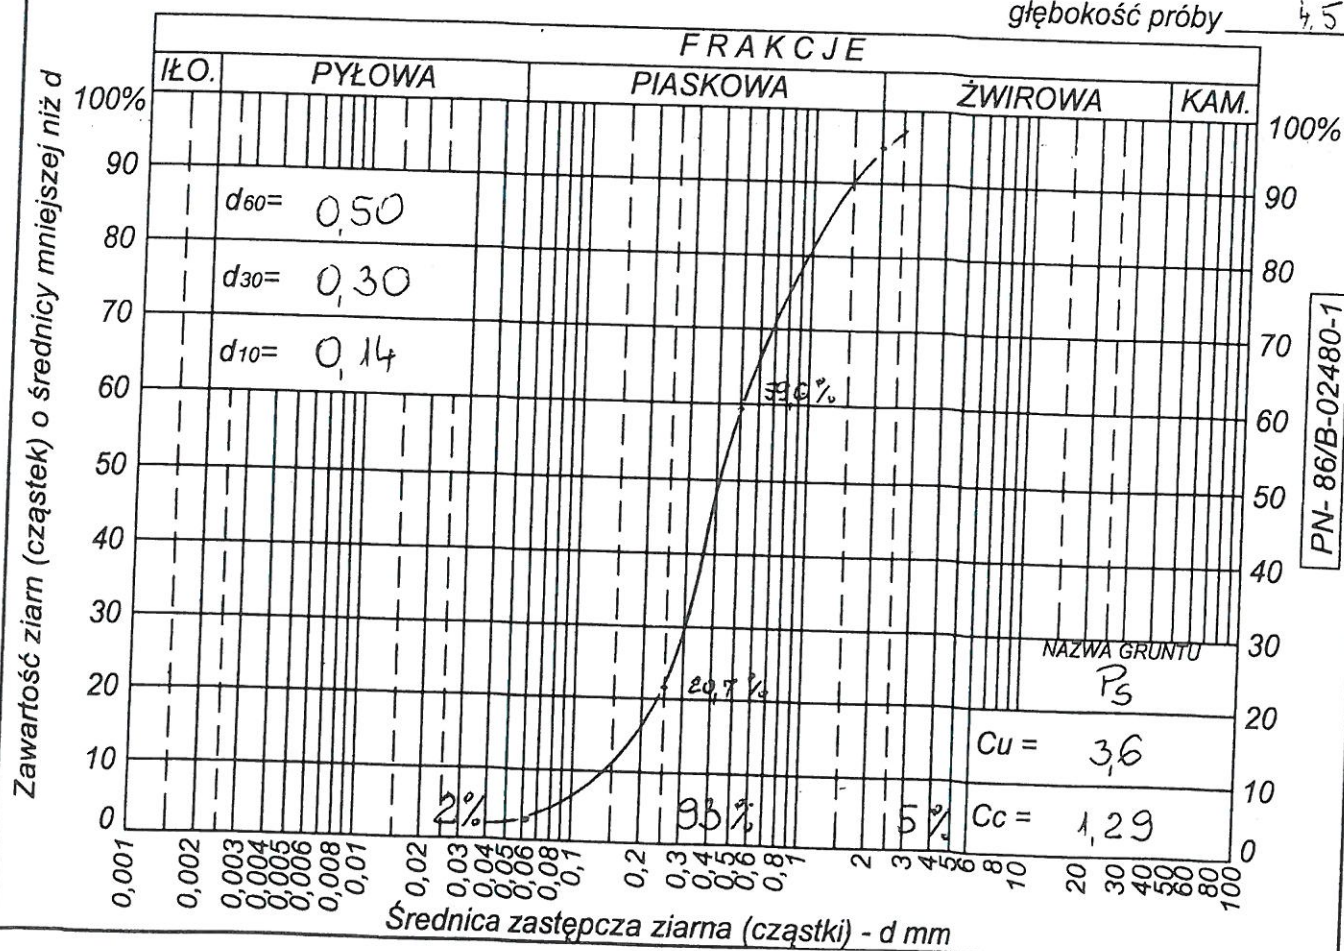 głębokość próby 4,5
FRAKCJE
IŁO. PYŁOWA PIASKOWA ŻWIROWA KAM.
Zawartość ziarn (cząstek) o średnicy mniejszej niż d
100%
90
80
70
60
50
40
30
20
10
0
d60= 0,50
d30= 0,30
d10= 0,14
59,6 %
20,7 %
2% 93% 5%
NAZWA GRUNTU
Ps
Cu = 3,6
Cc = 1,29
100%
90
80
70
60
50
40
30
20
10
0
PN- 86/B-02480-1
0,001 0,002 0,003 0,004 0,005 0,006 0,008 0,01 0,02 0,03 0,04 0,05 0,06 0,08 0,1 0,2 0,3 0,4 0,5 0,6 0,8 1 2 3 4 5 6 8 10 20 30 40 50 60 80 100
Średnica zastępcza ziarna (cząstki) - d mm